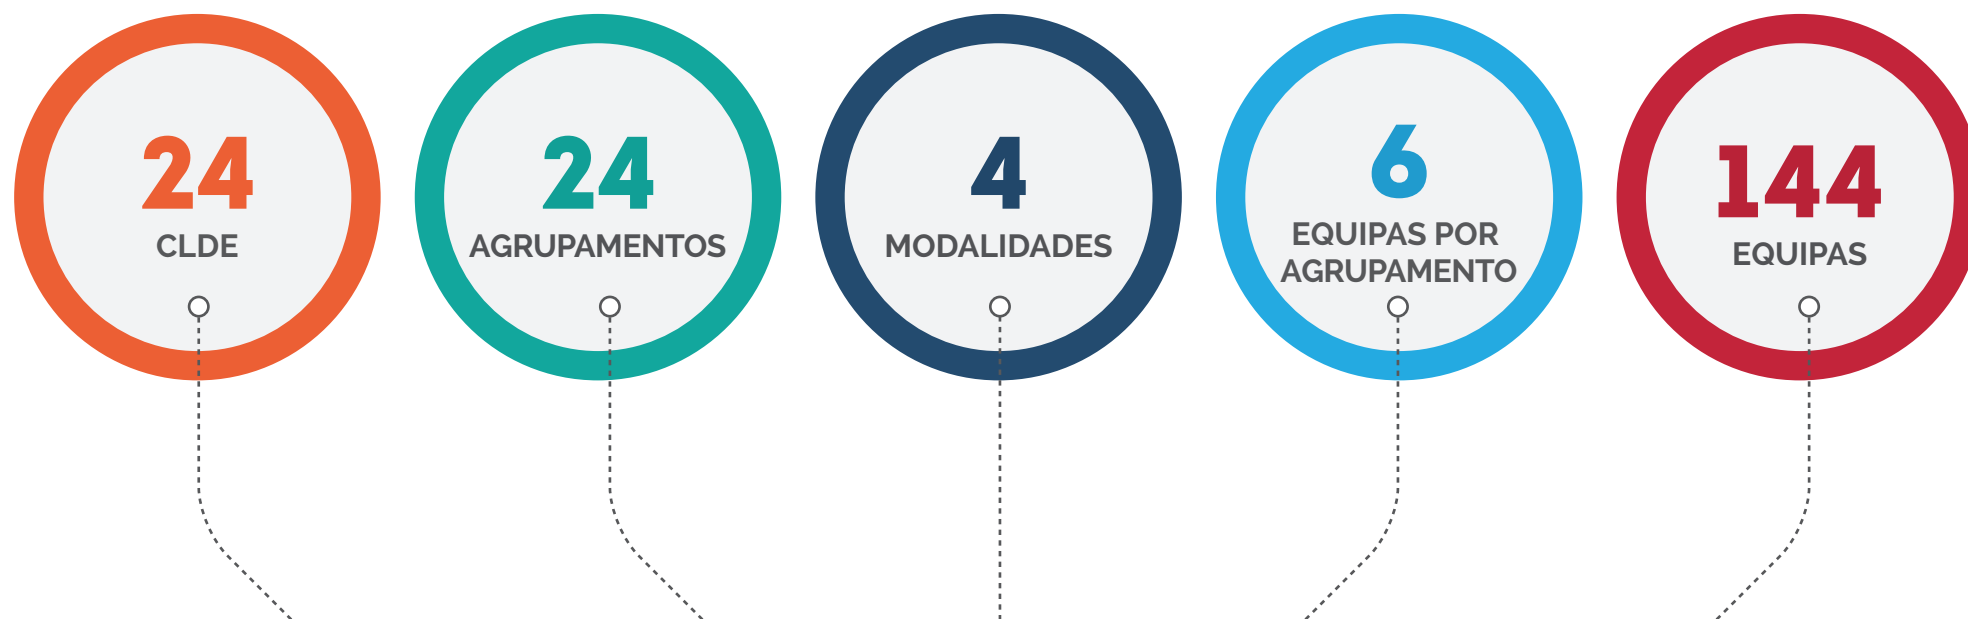 24
CLDE
24
AGRUPAMENTOS
4
MODALIDADES
6
EQUIPAS POR
AGRUPAMENTO
144
EQUIPAS